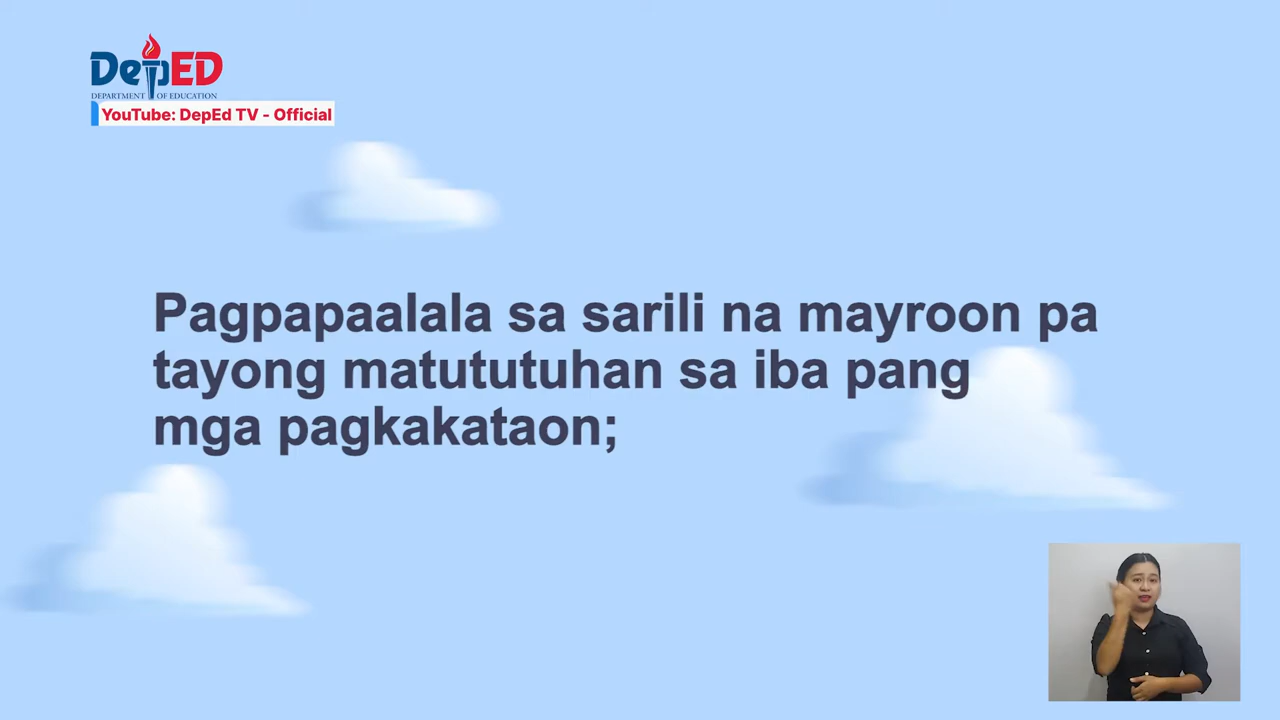 DepED
DEPARTMENT OF EDUCATION
YouTube: DepEd TV - Official
Pagpapaalala sa sarili na mayroon pa
tayong matututuhan sa iba pang
mga pagkakataon;